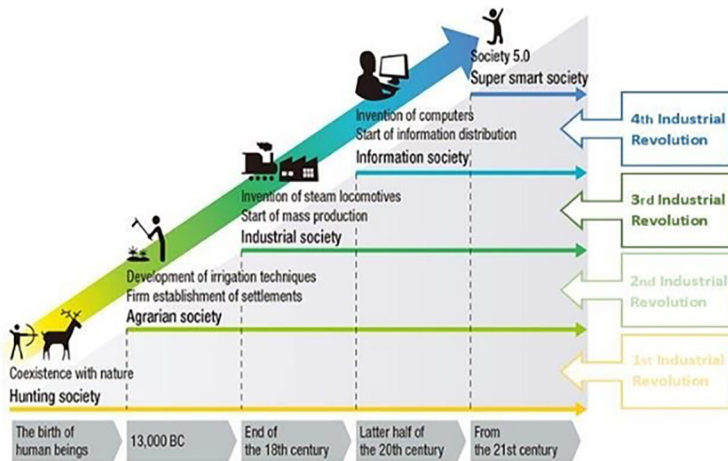 Society 5.0
Super smart society
Invention of computers
Start of information distribution
Information society
Invention of steam locomotives
Start of mass production
Industrial society
Development of irrigation techniques
Firm establishment of settlements
Agrarian society
Coexistence with nature
Hunting society
4th Industrial
Revolution
3rd Industrial
Revolution
2nd Industrial
Revolution
1st Industrial
Revolution
The birth of
human beings
13,000 BC
End of
the 18th century
Latter half of
the 20th century
From
the 21st century